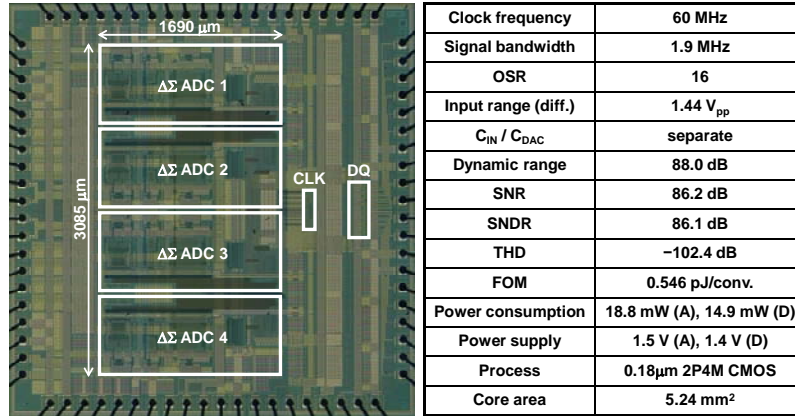 1690 μm
3085 μm
ΔΣ ADC 1
ΔΣ ADC 2
ΔΣ ADC 3
ΔΣ ADC 4
CLK
DQ
Clock frequency 60 MHz
Signal bandwidth 1.9 MHz
OSR 16
Input range (diff.) 1.44 Vpp
CIN / CDAC separate
Dynamic range 88.0 dB
SNR 86.2 dB
SNDR 86.1 dB
THD −102.4 dB
FOM 0.546 pJ/conv.
Power consumption 18.8 mW (A), 14.9 mW (D)
Power supply 1.5 V (A), 1.4 V (D)
Process 0.18μm 2P4M CMOS
Core area 5.24 mm²